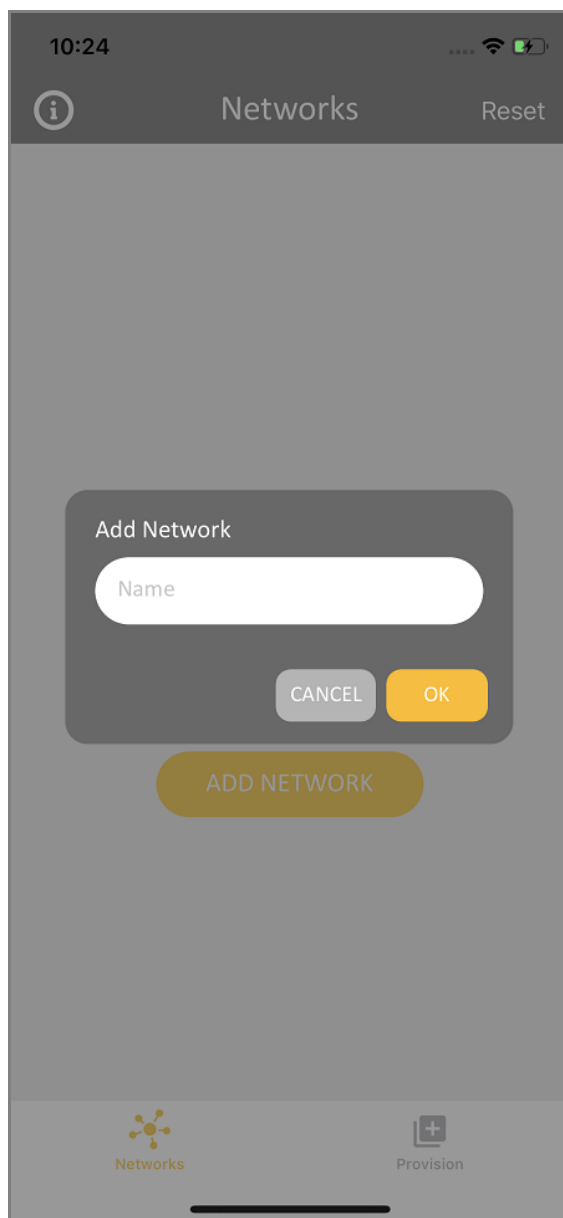 10:24
Networks Reset
Add Network
Name
CANCEL OK
ADD NETWORK
Networks Provision